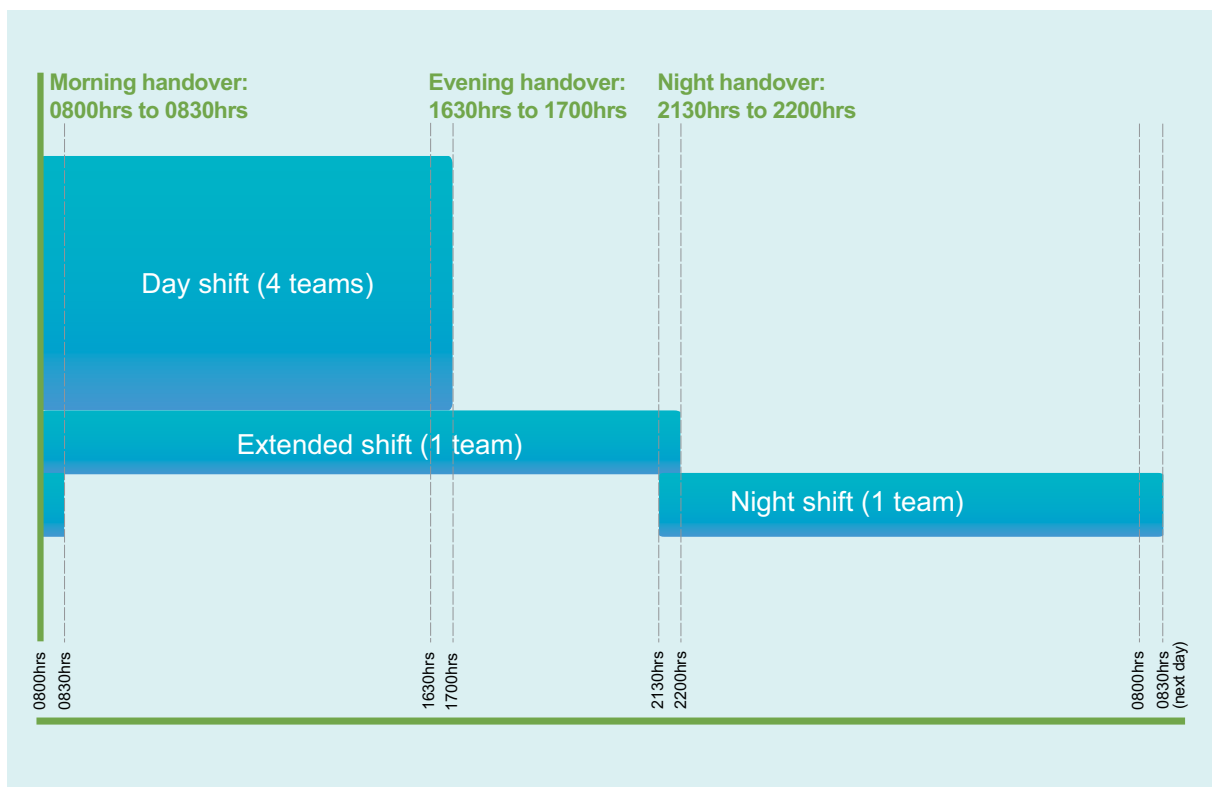 Morning handover:
0800hrs to 0830hrs
Evening handover:
1630hrs to 1700hrs
Night handover:
2130hrs to 2200hrs
Day shift (4 teams)
Extended shift (1 team)
Night shift (1 team)
0800hrs
0830hrs
1630hrs
1700hrs
2130hrs
2200hrs
0800hrs
0830hrs
(next day)